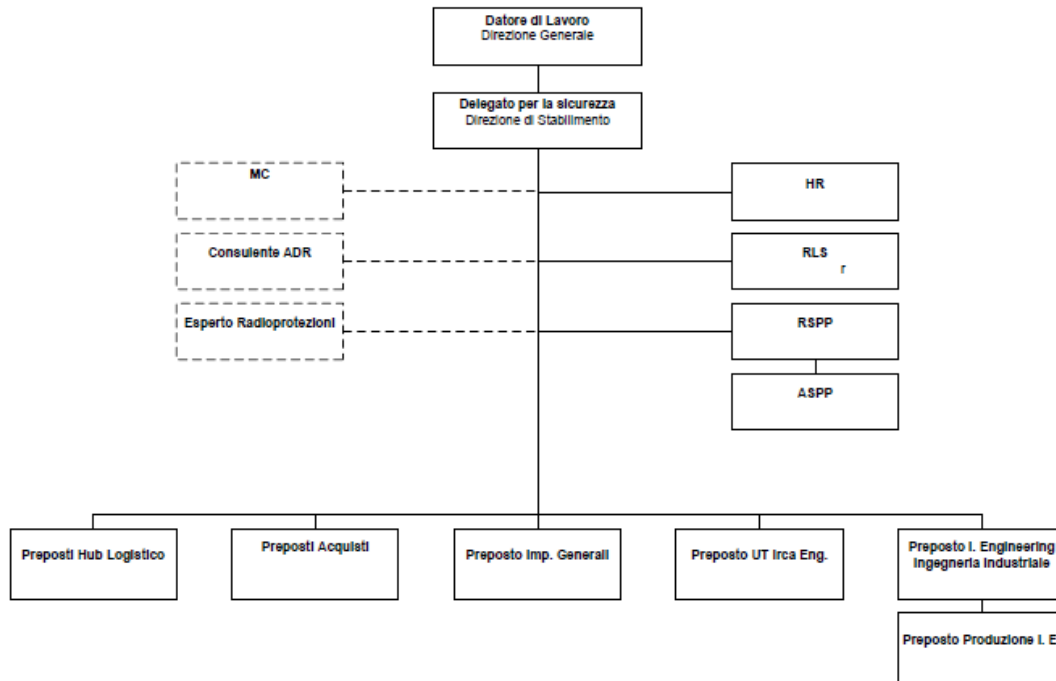 Datore di Lavoro
Direzione Generale
Delegato per la sicurezza
Direzione di Stabilimento
MC
HR
Consulente ADR
RLS
r
Esperto Radioprotezioni
RSPP
ASPP
Preposti Hub Logistico
Preposti Acquisti
Preposto Imp. Generali
Preposto UT Irca Eng.
Preposto I. Engineering
Ingegneria Industriale
Preposto Produzione I. E